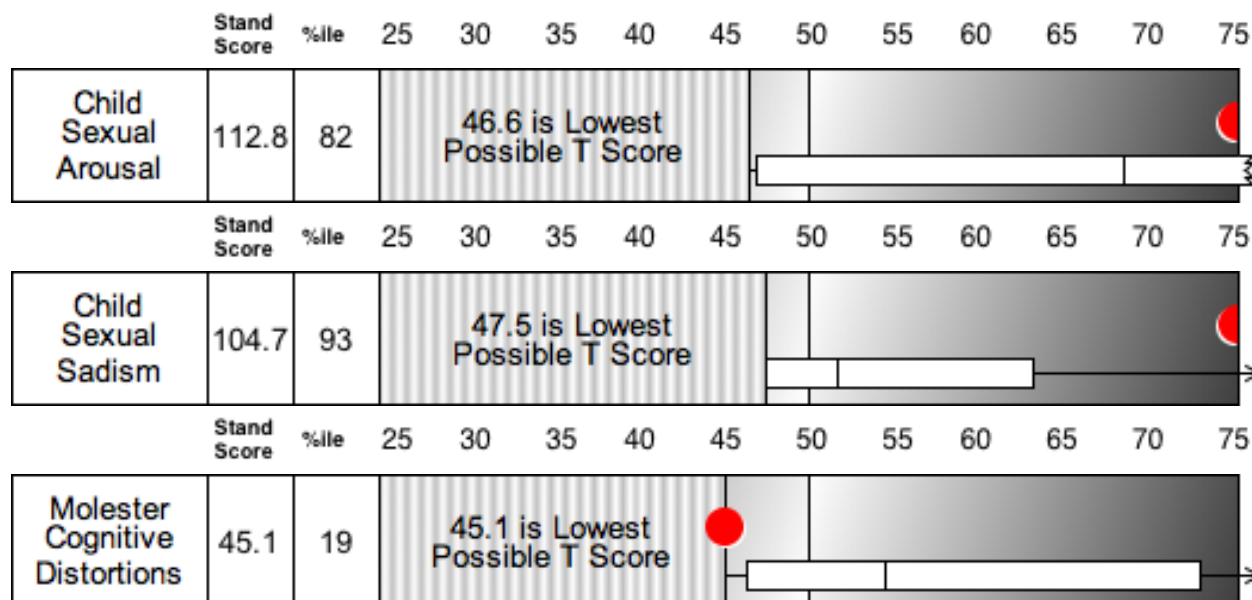 Stand Score %ile 25 30 35 40 45 50 55 60 65 70 75
Child Sexual Arousal 112.8 82 46.6 is Lowest Possible T Score
Stand Score %ile 25 30 35 40 45 50 55 60 65 70 75
Child Sexual Sadism 104.7 93 47.5 is Lowest Possible T Score
Stand Score %ile 25 30 35 40 45 50 55 60 65 70 75
Molester Cognitive Distortions 45.1 19 45.1 is Lowest Possible T Score